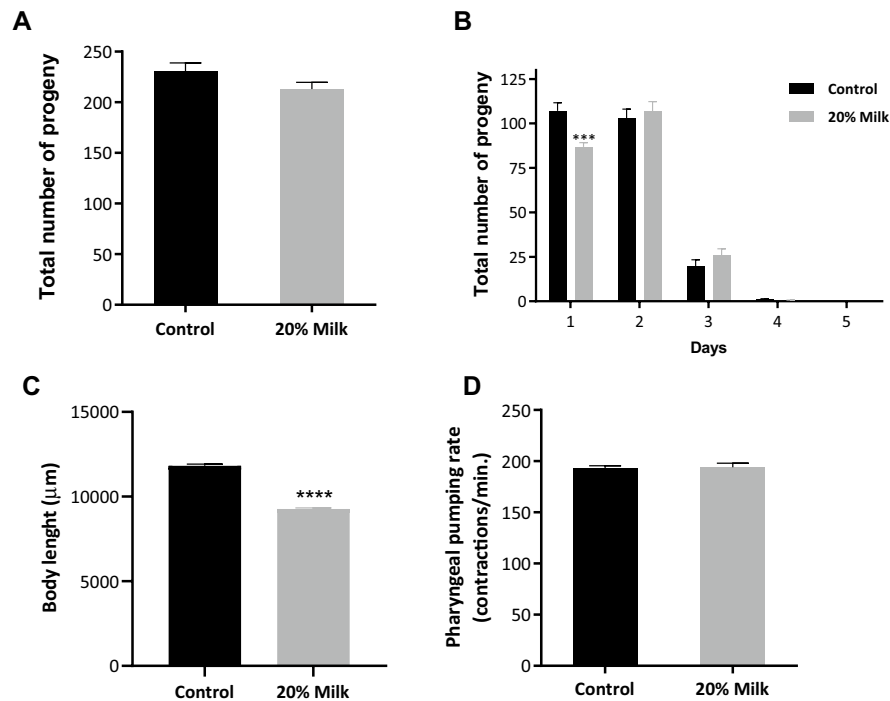 A
Total number of progeny
250
200
150
100
50
0
Control
20% Milk
B
Total number of progeny
125
100
75
50
25
0
***
Control
20% Milk
1
2
3
4
5
Days
C
Body lenght (μm)
15000
10000
5000
0
****
Control
20% Milk
D
Pharyngeal pumping rate
(contractions/min.)
250
200
150
100
50
0
Control
20% Milk